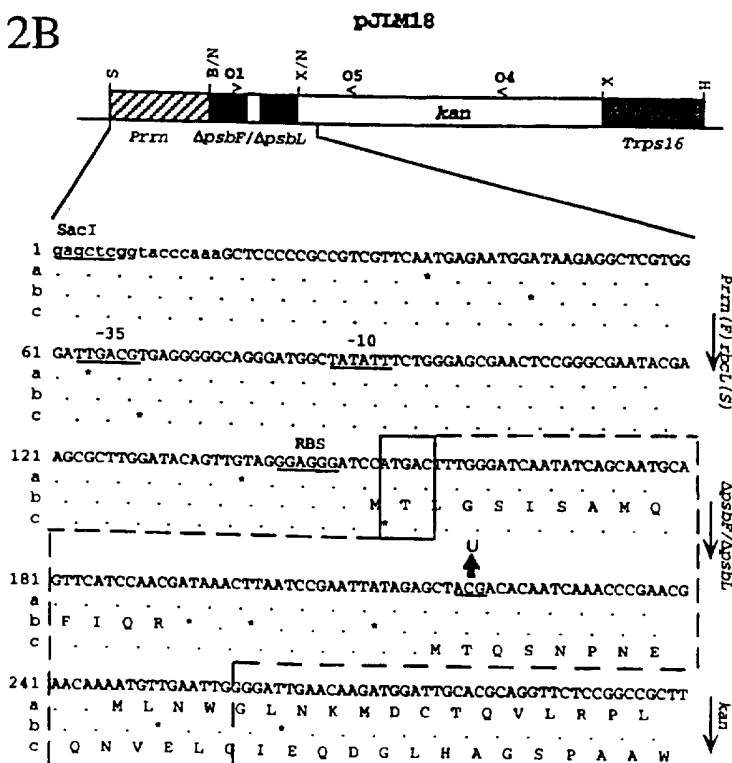 2B
pJLM18
S B/N O1 X/N O5 O4 X H
kan
Prrn ΔpsbF/ΔpsbL Trps16
SacI
1 gagctcggtacccaaaGCTCCCCCGCCGTCGTTCAATGAGAATGGATAAGAGGCTCGTGG
a . . . . . . . . . . . * . . . . . . .
b . . . . . . . . . . . . . . * . . . .
c . . . . . . . . . . . . . . . . . . .
Prrn(F)rbcL(S)
-35 -10
61 GATTGACGTGAGGGGGCAGGGATGGCTATATTTCTGGGAGCGAACTCCGGGCGAATACGA
a . * . . . . . . . . . . . . . . . . . .
b . . . . . . . . . . . . . . . . . . .
c . . * . . . . . . . . . . . . . . . .
RBS
121 AGCGCTTGGATACAGTTGTAGGGAGGGATCCATGACTTTGGGATCAATATCAGCAATGCA
a . . . . . * . . . . . . . . . . . . .
b . . . . . . . . . . M T L G S I S A M Q
c . . . . . . . . . . * . . . . . . . .
ΔpsbF/ΔpsbL
U
181 GTTCATCCAACGATAAACTTAATCCGAATTATAGAGCTACGACACAATCAAACCCGAACG
a . . . . . . . . . . . . . . . . . . .
b F I Q R * . * . . . * . . . . . . . .
c . . . . . . . . . . . . M T Q S N P N E
241 AACAAAATGTTGAATTGGGGATTGAACAAGATGGATTGCACGCAGGTTCTCCGGCCGCTT
a . . M L N W G L N K M D C T Q V L R P L
b . . . * . . . * . . . . . . . . . . .
c Q N V E L G I E Q D G L H A G S P A A W
kan